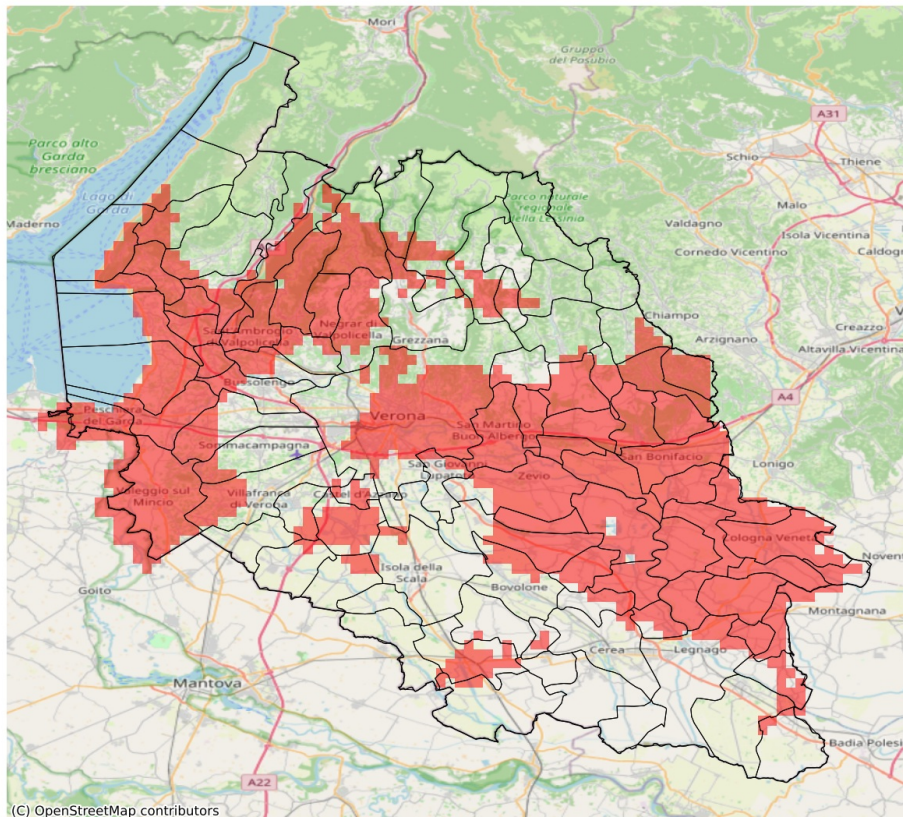 Mori
Gruppo
del Pasubio
A31
Parco alto
Garda
bresciano
Schio
Thiene
Lago di
Garda
Parco naturale
regionale
della Lessinia
Malo
Maderno
Valdagno
Isola Vicentina
Cornedo Vicentino
Caldog
Chiampo
Sant'Ambrogio
di Valpolicella
Negrar di
Valpolicella
Grezzana
Arzignano
Creazzo
Altavilla Vicentina
Bussolengo
A4
Peschiera
del Garda
Verona
San Martino
Buon Albergo
Sommacampagna
San Bonifacio
Lonigo
San Giovanni
Lupatoto
Zevio
Valeggio sul
Mincio
Villafranca
di Verona
Castel d'Azzano
Cologna Veneta
Novent
Isola della
Scala
Goito
Bovolone
Montagnana
Cerea
Legnago
Mantova
Badia Polesi
A22
(C) OpenStreetMap contributors